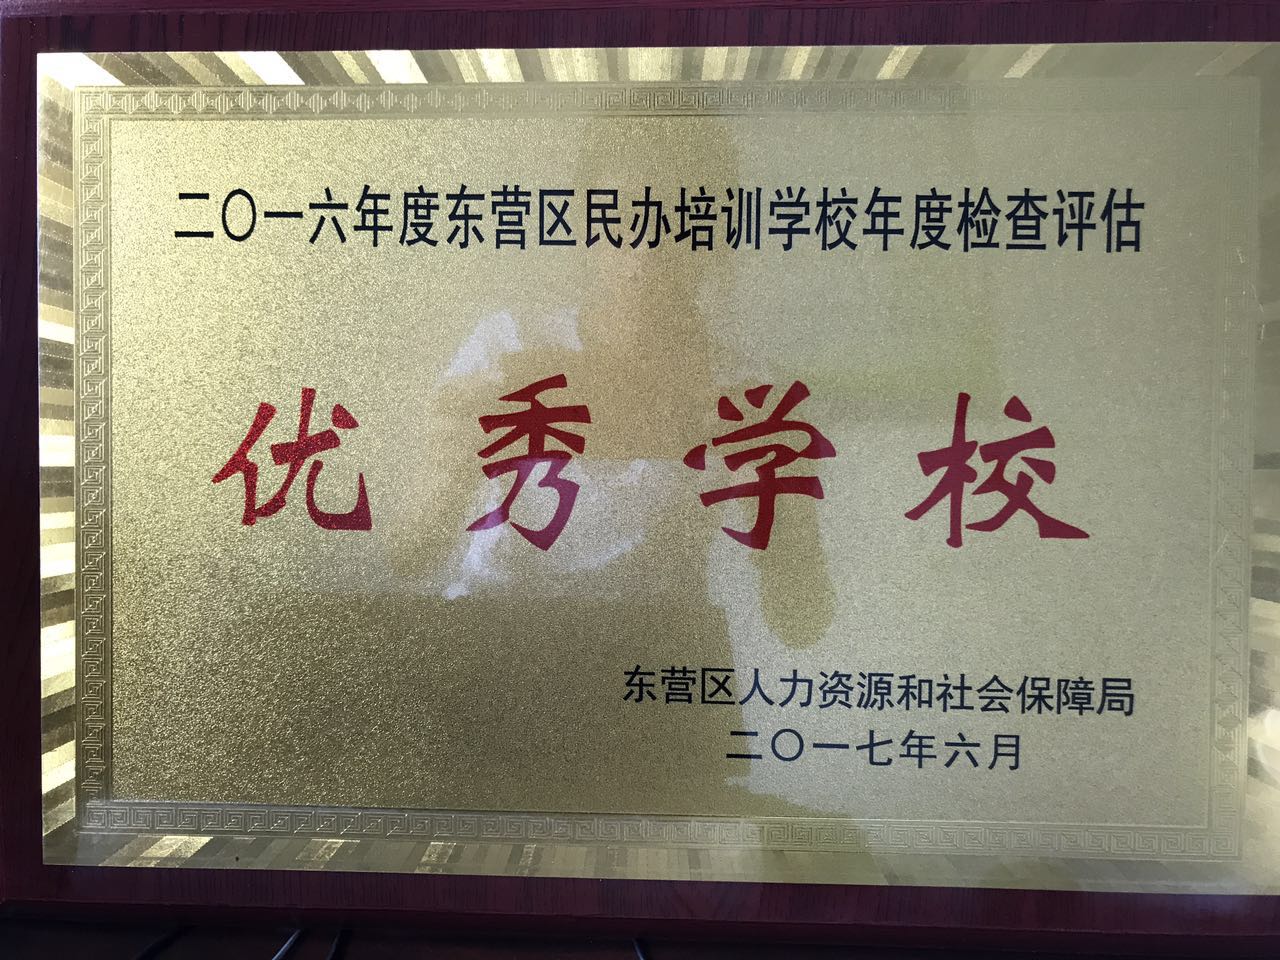 二〇一六年度东营区民办培训学校年度检查评估
优秀学校
东营区人力资源和社会保障局
二〇一七年六月